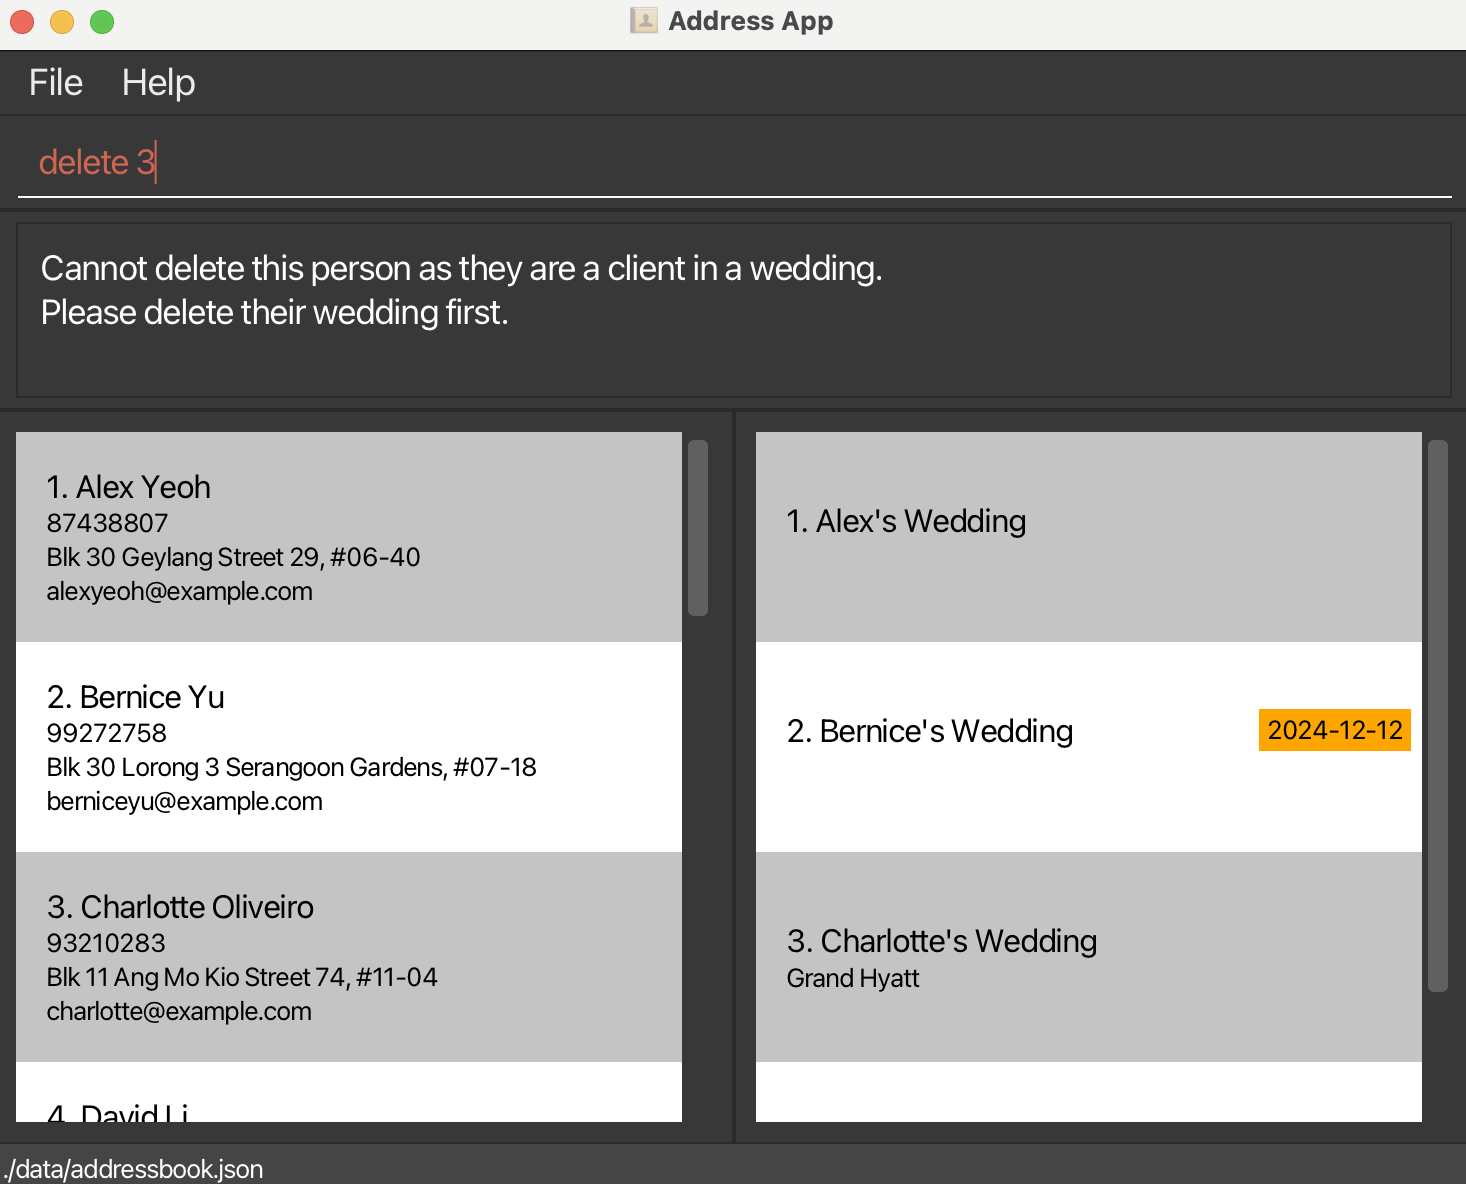 Address App
File Help
delete 3
Cannot delete this person as they are a client in a wedding.
Please delete their wedding first.
1. Alex Yeoh
87438807
Blk 30 Geylang Street 29, #06-40
alexyeoh@example.com
2. Bernice Yu
99272758
Blk 30 Lorong 3 Serangoon Gardens, #07-18
berniceyu@example.com
3. Charlotte Oliveiro
93210283
Blk 11 Ang Mo Kio Street 74, #11-04
charlotte@example.com
4. David Li
1. Alex's Wedding
2. Bernice's Wedding
2024-12-12
3. Charlotte's Wedding
Grand Hyatt
./data/addressbook.json